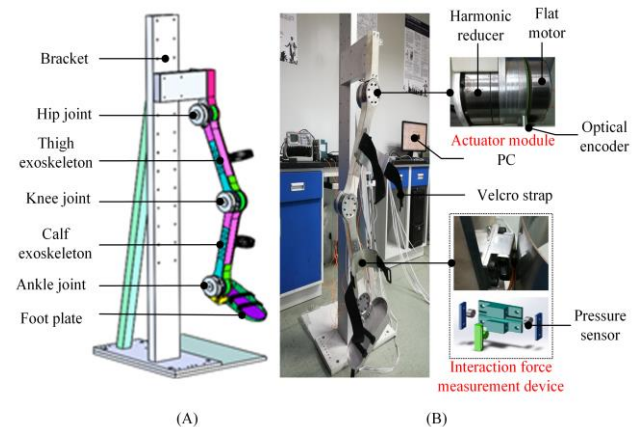 Bracket
Hip joint
Thigh
exoskeleton
Knee joint
Calf
exoskeleton
Ankle joint
Foot plate
(A)
Harmonic
reducer
Flat
motor
Actuator module
Optical
encoder
PC
Velcro strap
Pressure
sensor
Interaction force
measurement device
(B)